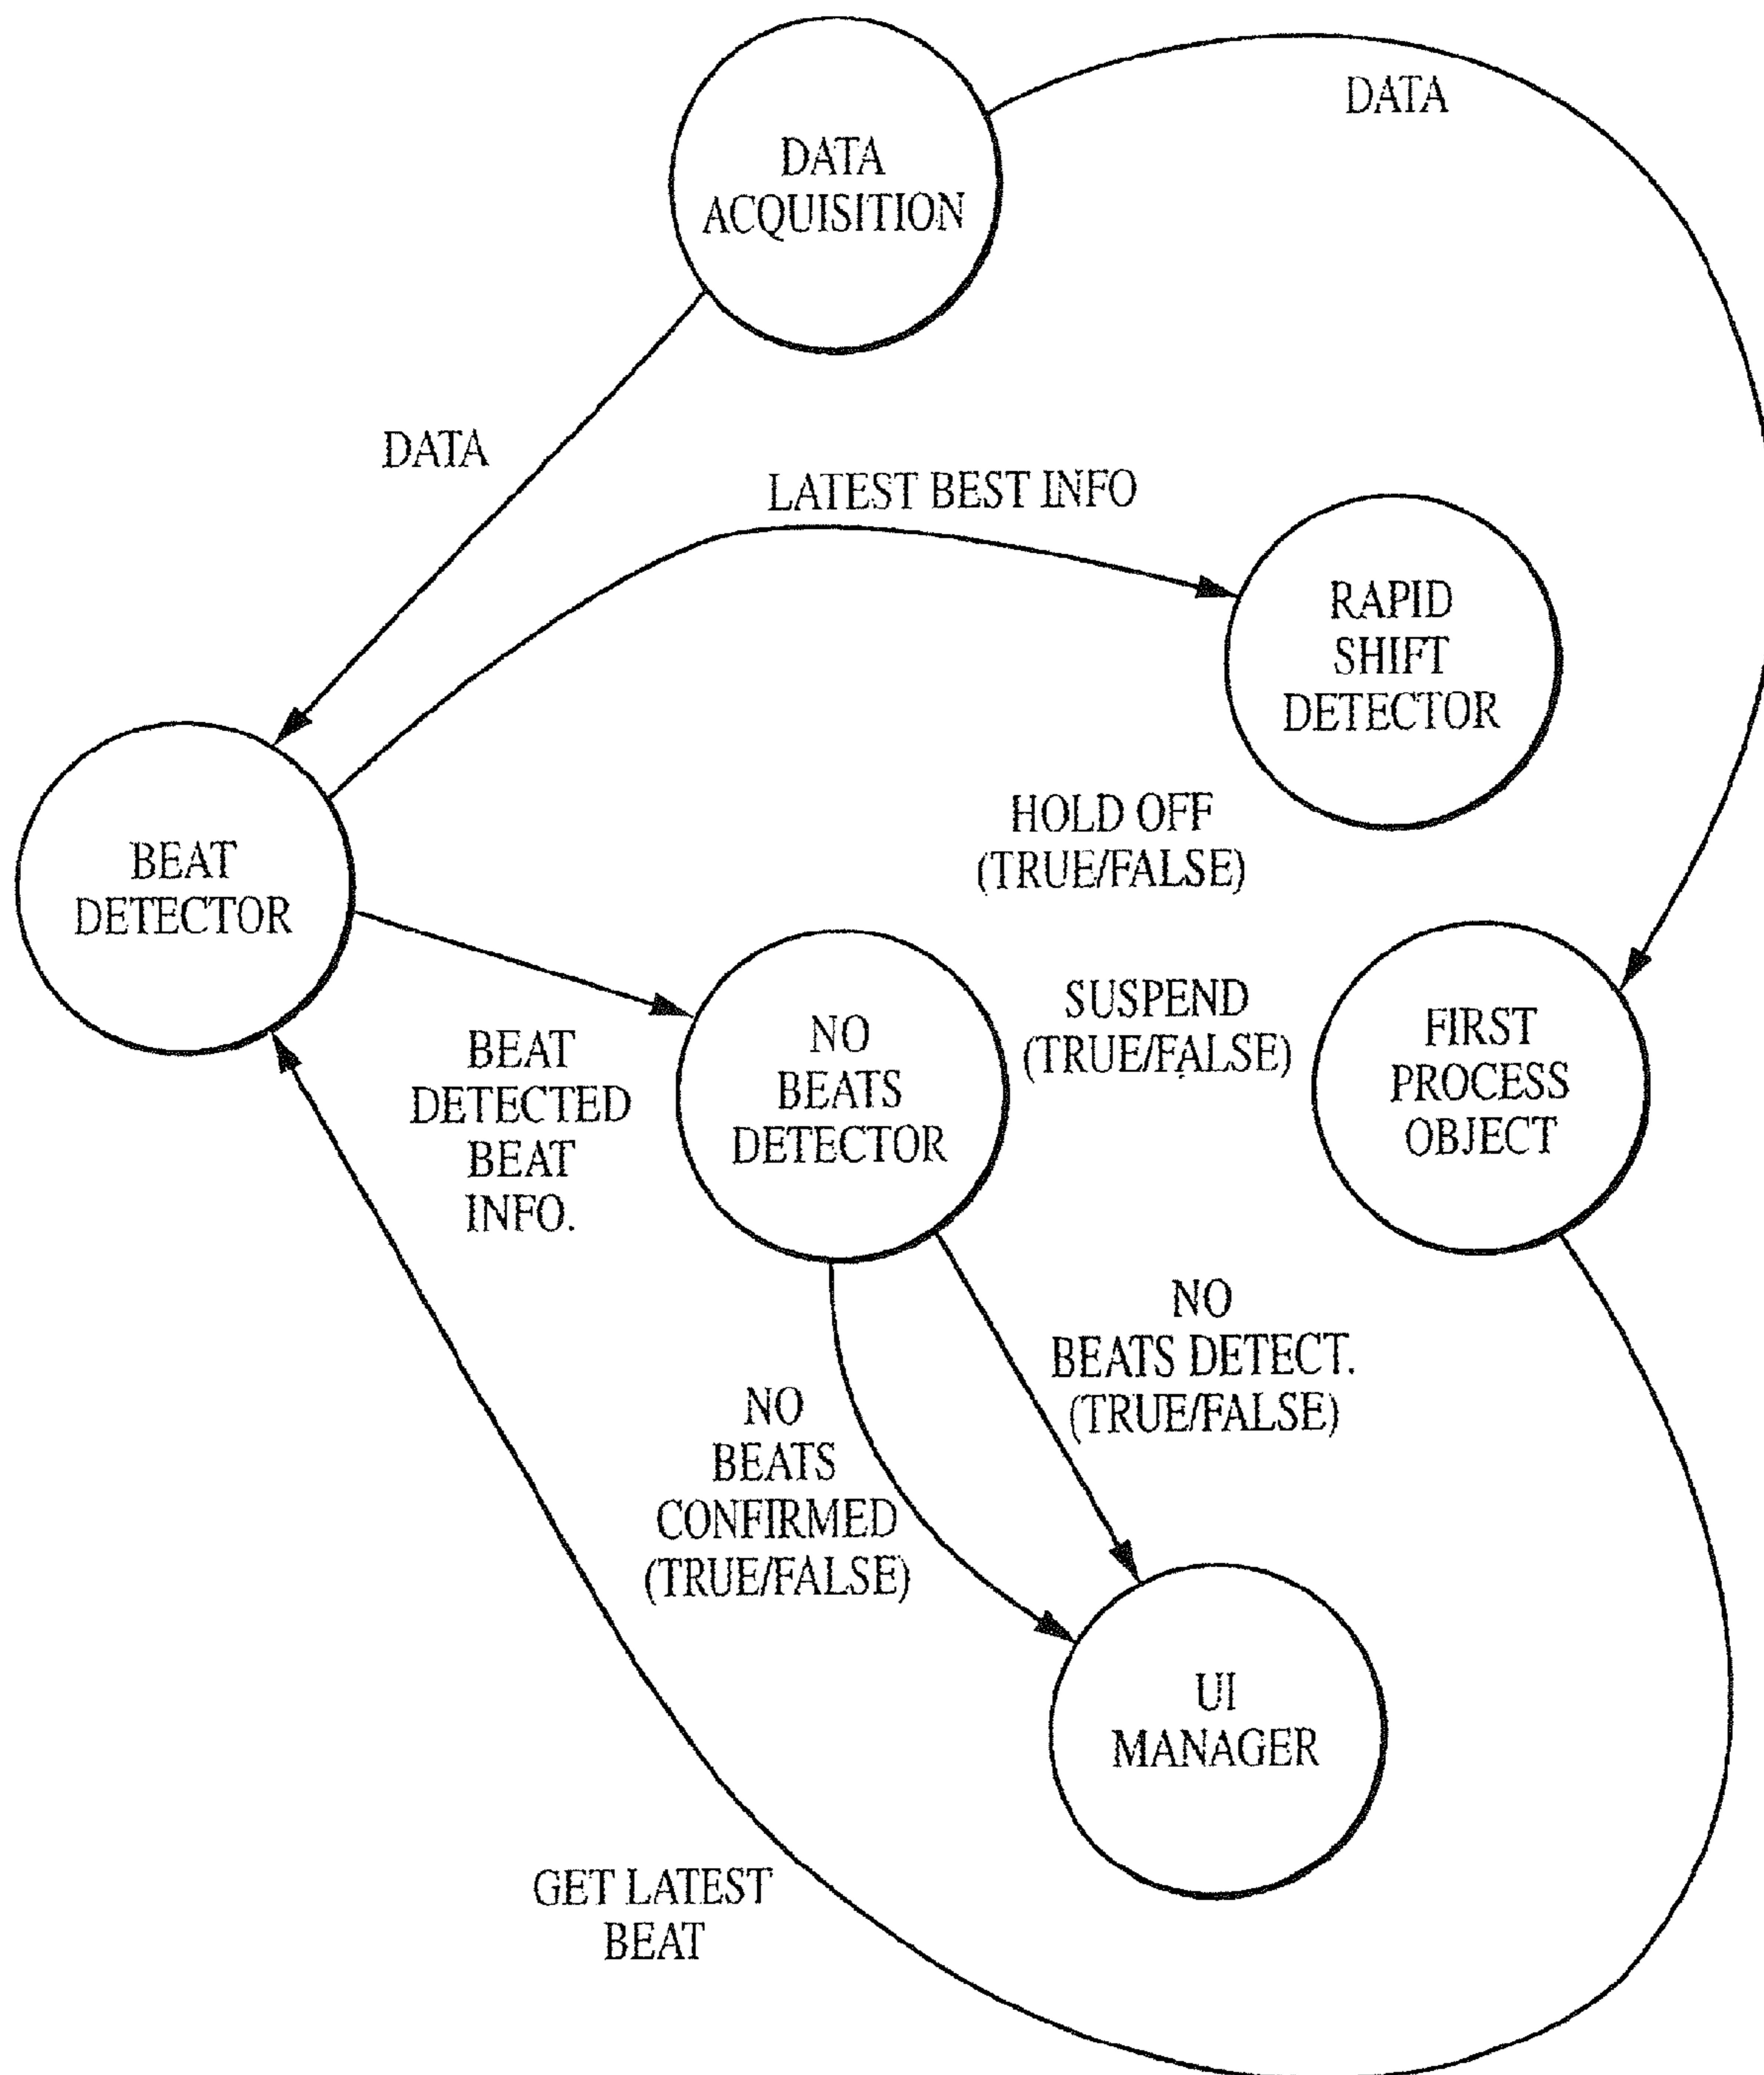 DATA
ACQUISITION
DATA
DATA
LATEST BEST INFO
RAPID
SHIFT
DETECTOR
HOLD OFF
(TRUE/FALSE)
BEAT
DETECTOR
SUSPEND
(TRUE/FALSE)
FIRST
PROCESS
OBJECT
NO
BEATS
DETECTOR
BEAT
DETECTED
BEAT
INFO.
NO
BEATS DETECT.
(TRUE/FALSE)
NO
BEATS
CONFIRMED
(TRUE/FALSE)
UI
MANAGER
GET LATEST
BEAT